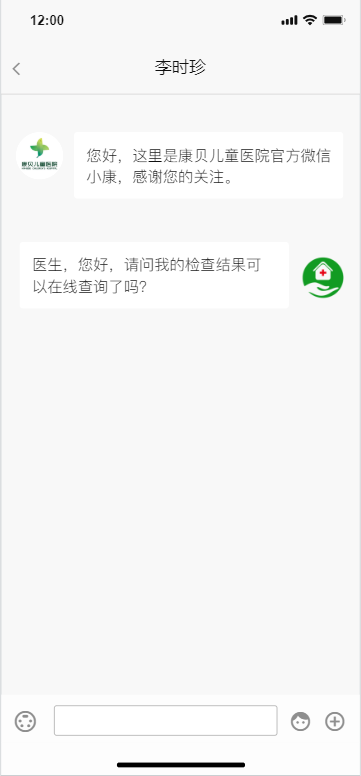 12:00
李时珍
康贝儿童医院
您好，这里是康贝儿童医院官方微信
小康，感谢您的关注。
医生，您好，请问我的检查结果可
以在线查询了吗?